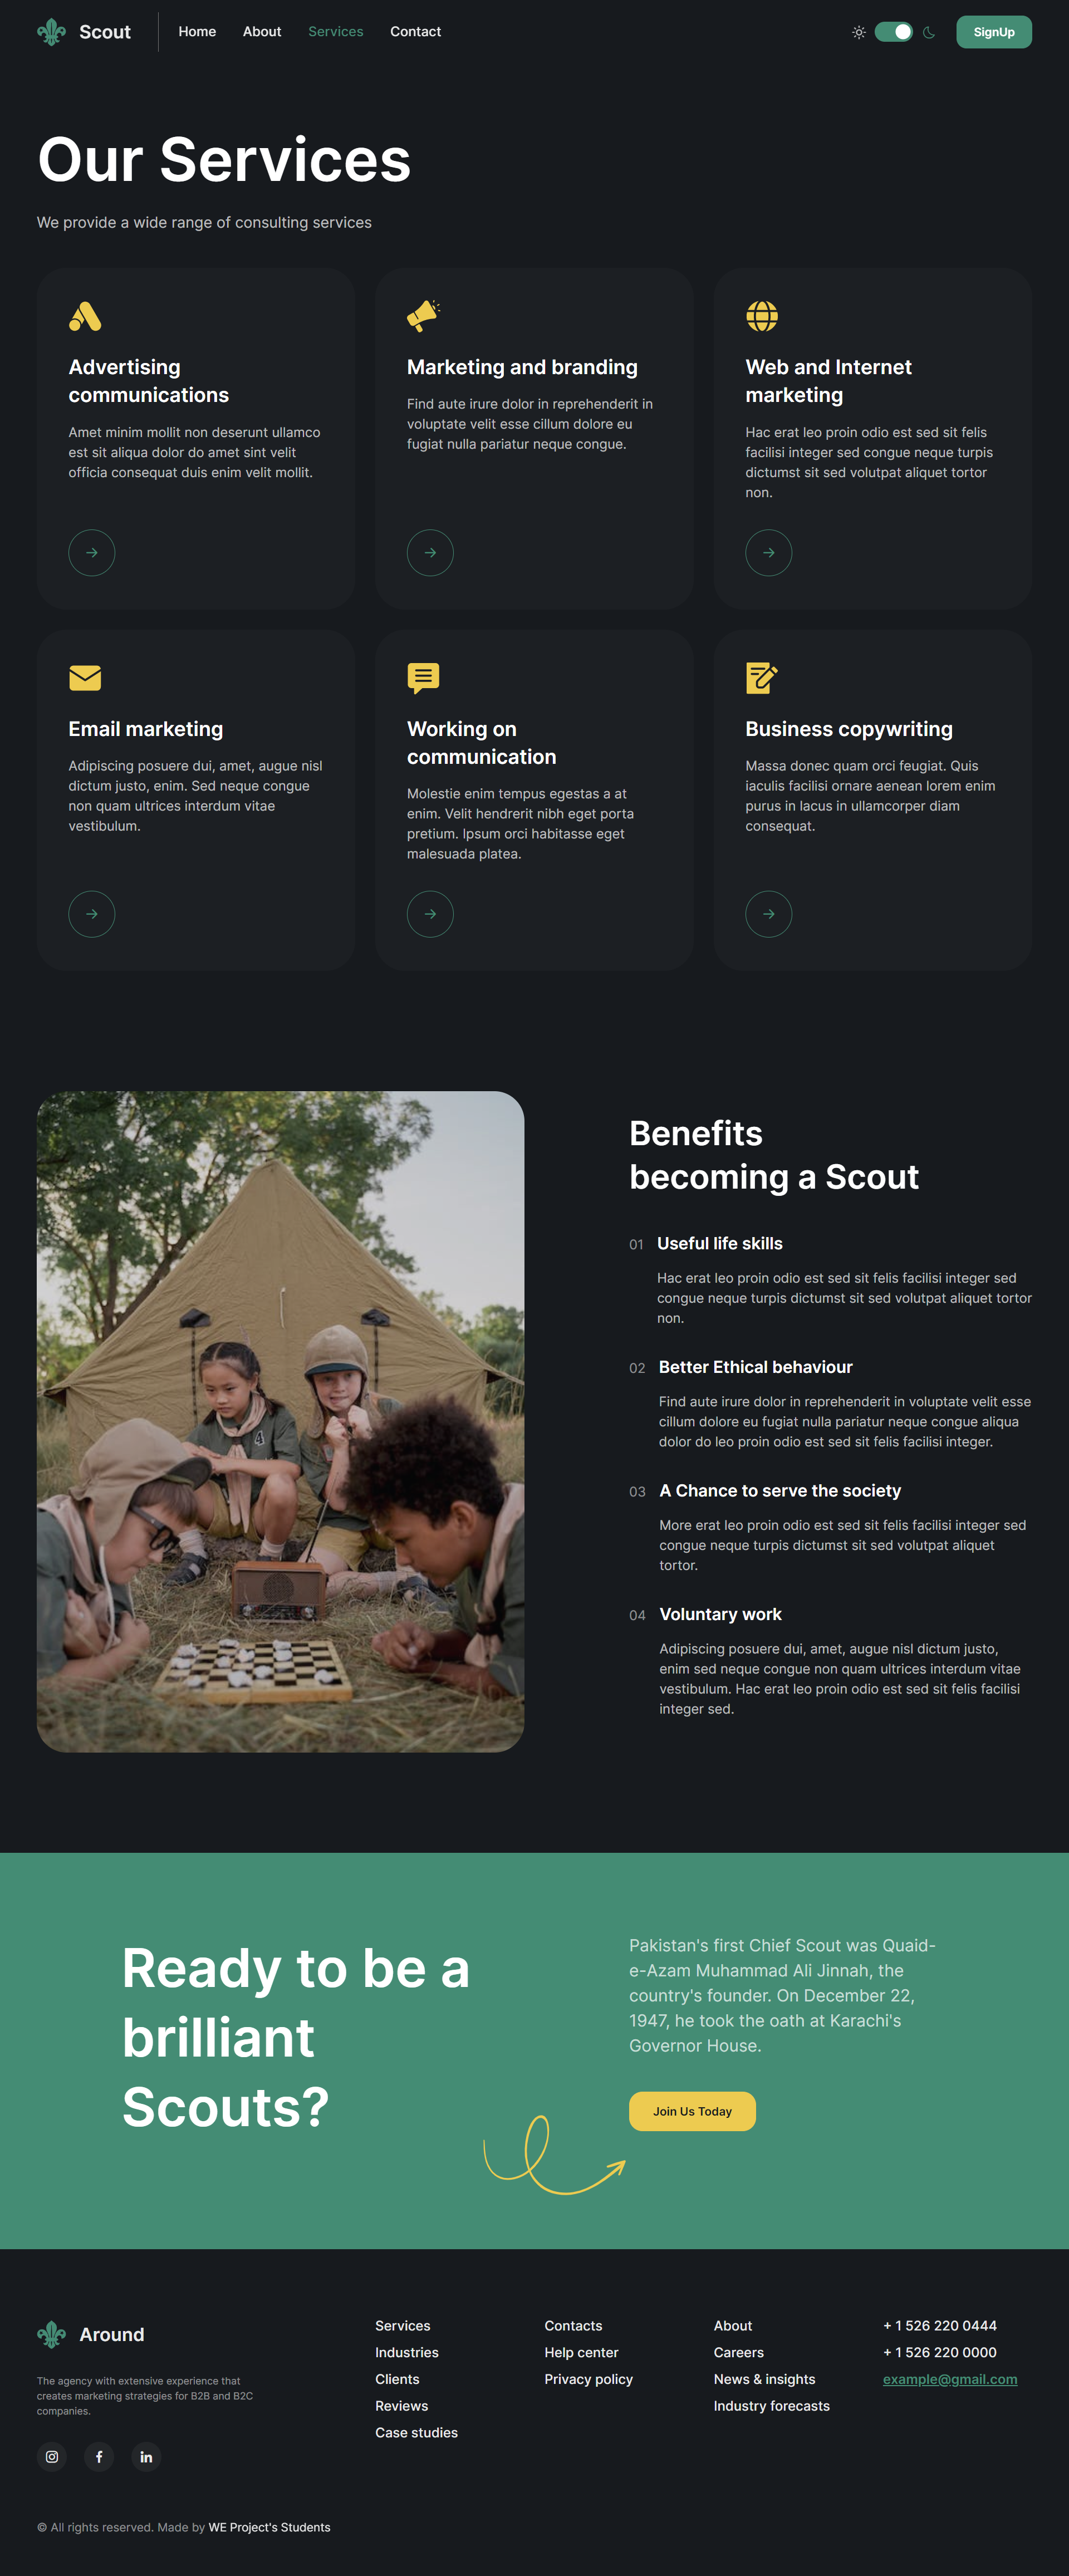 Scout
Home
About
Services
Contact
SignUp
Our Services
We provide a wide range of consulting services
Advertising
communications
Amet minim mollit non deserunt ullamco
est sit aliqua dolor do amet sint velit
officia consequat duis enim velit mollit.
Marketing and branding
Find aute irure dolor in reprehenderit in
voluptate velit esse cillum dolore eu
fugiat nulla pariatur neque congue.
Web and Internet
marketing
Hac erat leo proin odio est sed sit felis
facilisi integer sed congue neque turpis
dictumst sit sed volutpat aliquet tortor
non.
Email marketing
Adipiscing posuere dui, amet, augue nisl
dictum justo, enim. Sed neque congue
non quam ultrices interdum vitae
vestibulum.
Working on
communication
Molestie enim tempus egestas a at
enim. Velit hendrerit nibh eget porta
pretium. Ipsum orci habitasse eget
malesuada platea.
Business copywriting
Massa donec quam orci feugiat. Quis
iaculis facilisi ornare aenean lorem enim
purus in lacus in ullamcorper diam
consequat.
4
Benefits
becoming a Scout
01 Useful life skills
Hac erat leo proin odio est sed sit felis facilisi integer sed
congue neque turpis dictumst sit sed volutpat aliquet tortor
non.
02 Better Ethical behaviour
Find aute irure dolor in reprehenderit in voluptate velit esse
cillum dolore eu fugiat nulla pariatur neque congue aliqua
dolor do leo proin odio est sed sit felis facilisi integer.
03 A Chance to serve the society
More erat leo proin odio est sed sit felis facilisi integer sed
congue neque turpis dictumst sit sed volutpat aliquet
tortor.
04 Voluntary work
Adipiscing posuere dui, amet, augue nisl dictum justo,
enim sed neque congue non quam ultrices interdum vitae
vestibulum. Hac erat leo proin odio est sed sit felis facilisi
integer sed.
Ready to be a
brilliant
Scouts?
Pakistan's first Chief Scout was Quaid-
e-Azam Muhammad Ali Jinnah, the
country's founder. On December 22,
1947, he took the oath at Karachi's
Governor House.
Join Us Today
Around
The agency with extensive experience that
creates marketing strategies for B2B and B2C
companies.
Services
Industries
Clients
Reviews
Case studies
Contacts
Help center
Privacy policy
About
Careers
News & insights
Industry forecasts
+ 1 526 220 0444
+ 1 526 220 0000
example@gmail.com
© All rights reserved. Made by WE Project's Students